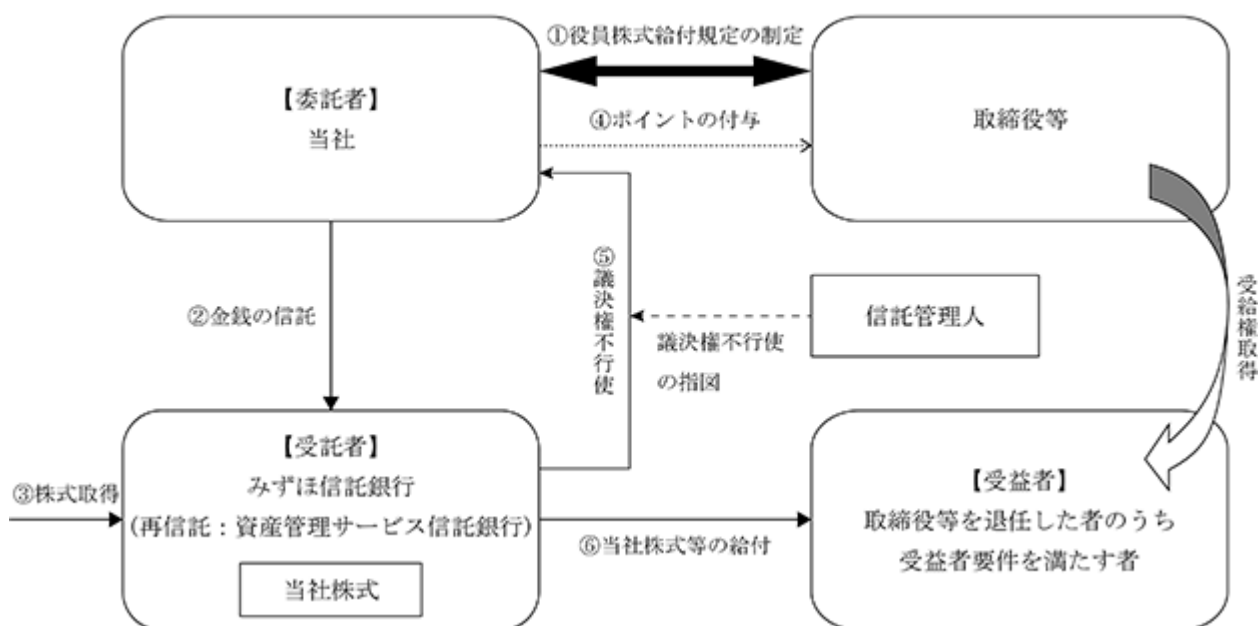 ①役員株式給付規定の制定
【委託者】
当社
④ポイントの付与
取締役等
②金銭の信託
⑤議決権不行使
議決権不行使
の指図
信託管理人
受給権取得
③株式取得
【受託者】
みずほ信託銀行
(再信託：資産管理サービス信託銀行)
当社株式
⑥当社株式等の給付
【受益者】
取締役等を退任した者のうち
受益者要件を満たす者